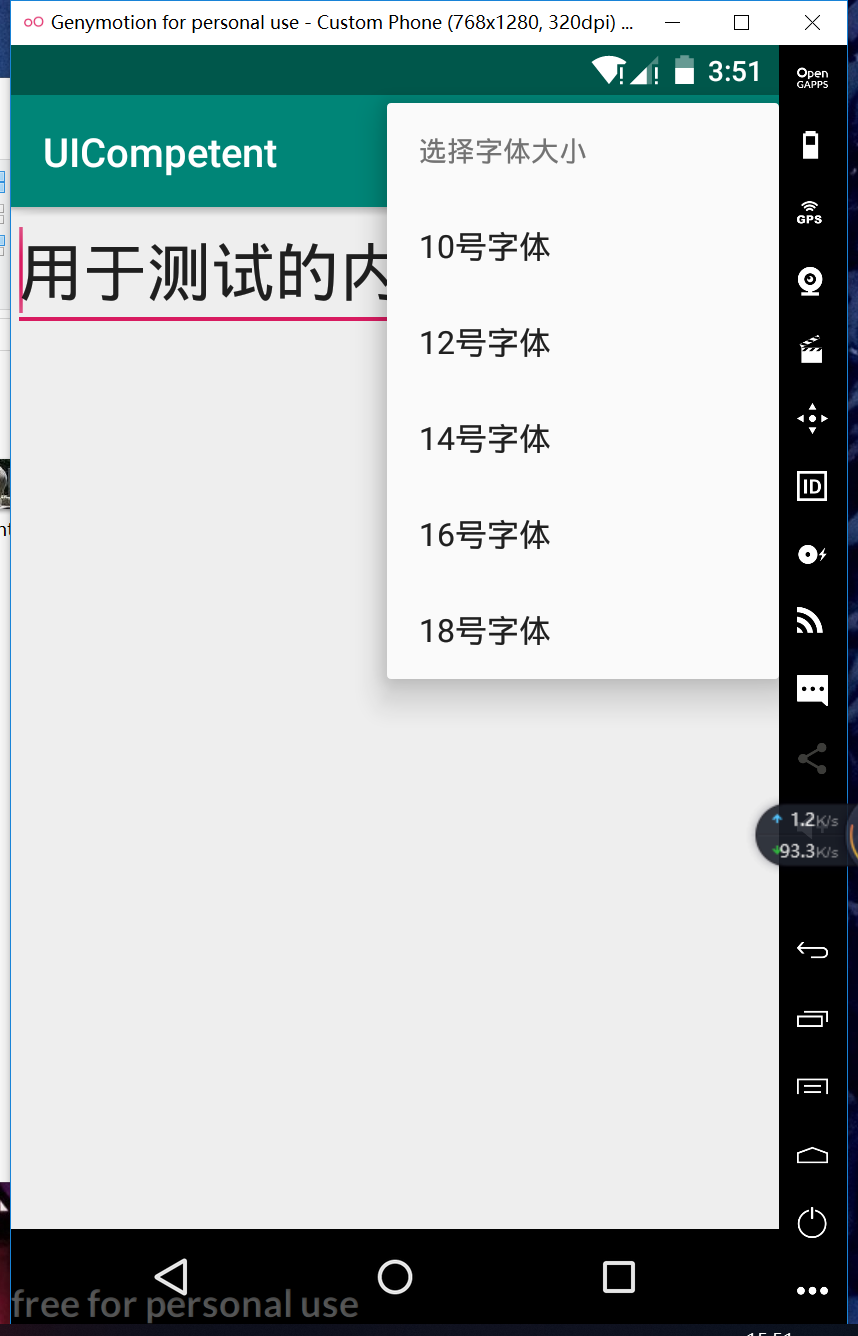 Genymotion for personal use - Custom Phone (768x1280, 320dpi) ...
3:51
Open
GAPPS
UICompetent
选择字体大小
GPS
用于测试的内
10号字体
12号字体
14号字体
16号字体
ID
18号字体
1.2K/s
93.3K/s
free for personal use